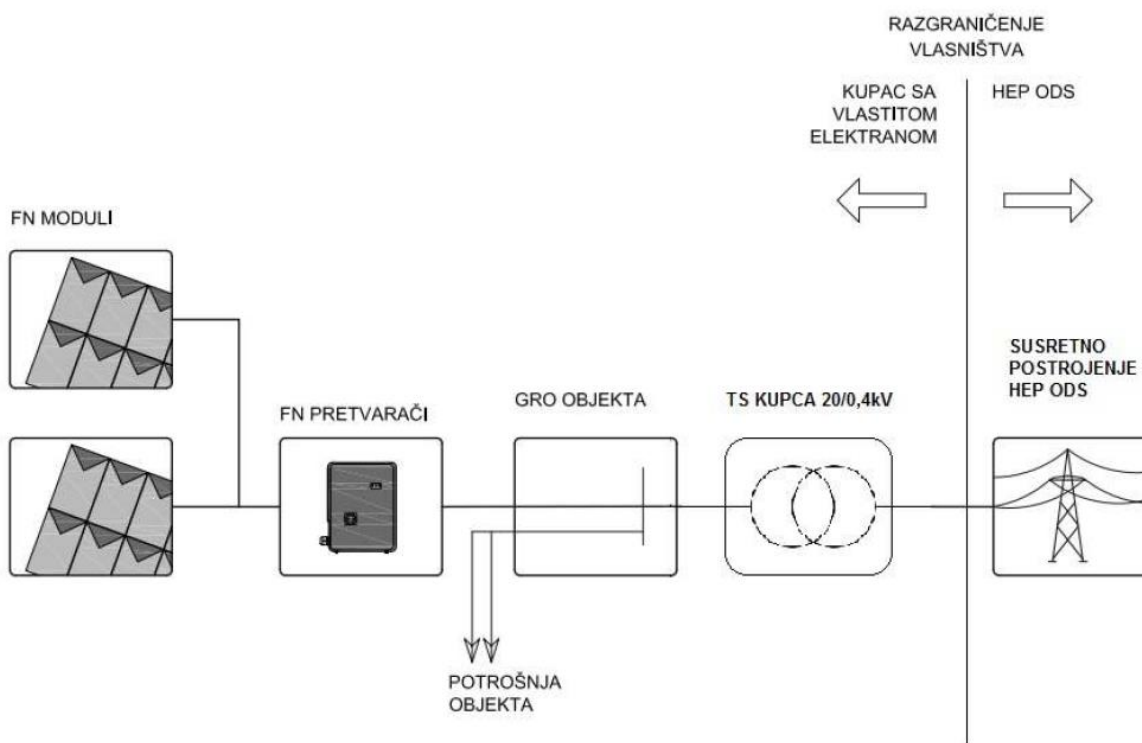 RAZGRANIČENJE
VLASNIŠTVA
KUPAC SA
VLASTITOM
ELEKTRANOM
HEP ODS
FN MODULI
SUSRETNO
POSTROJENJE
HEP ODS
FN PRETVARAČI
GRO OBJEKTA
TS KUPCA 20/0,4kV
POTROŠNJA
OBJEKTA